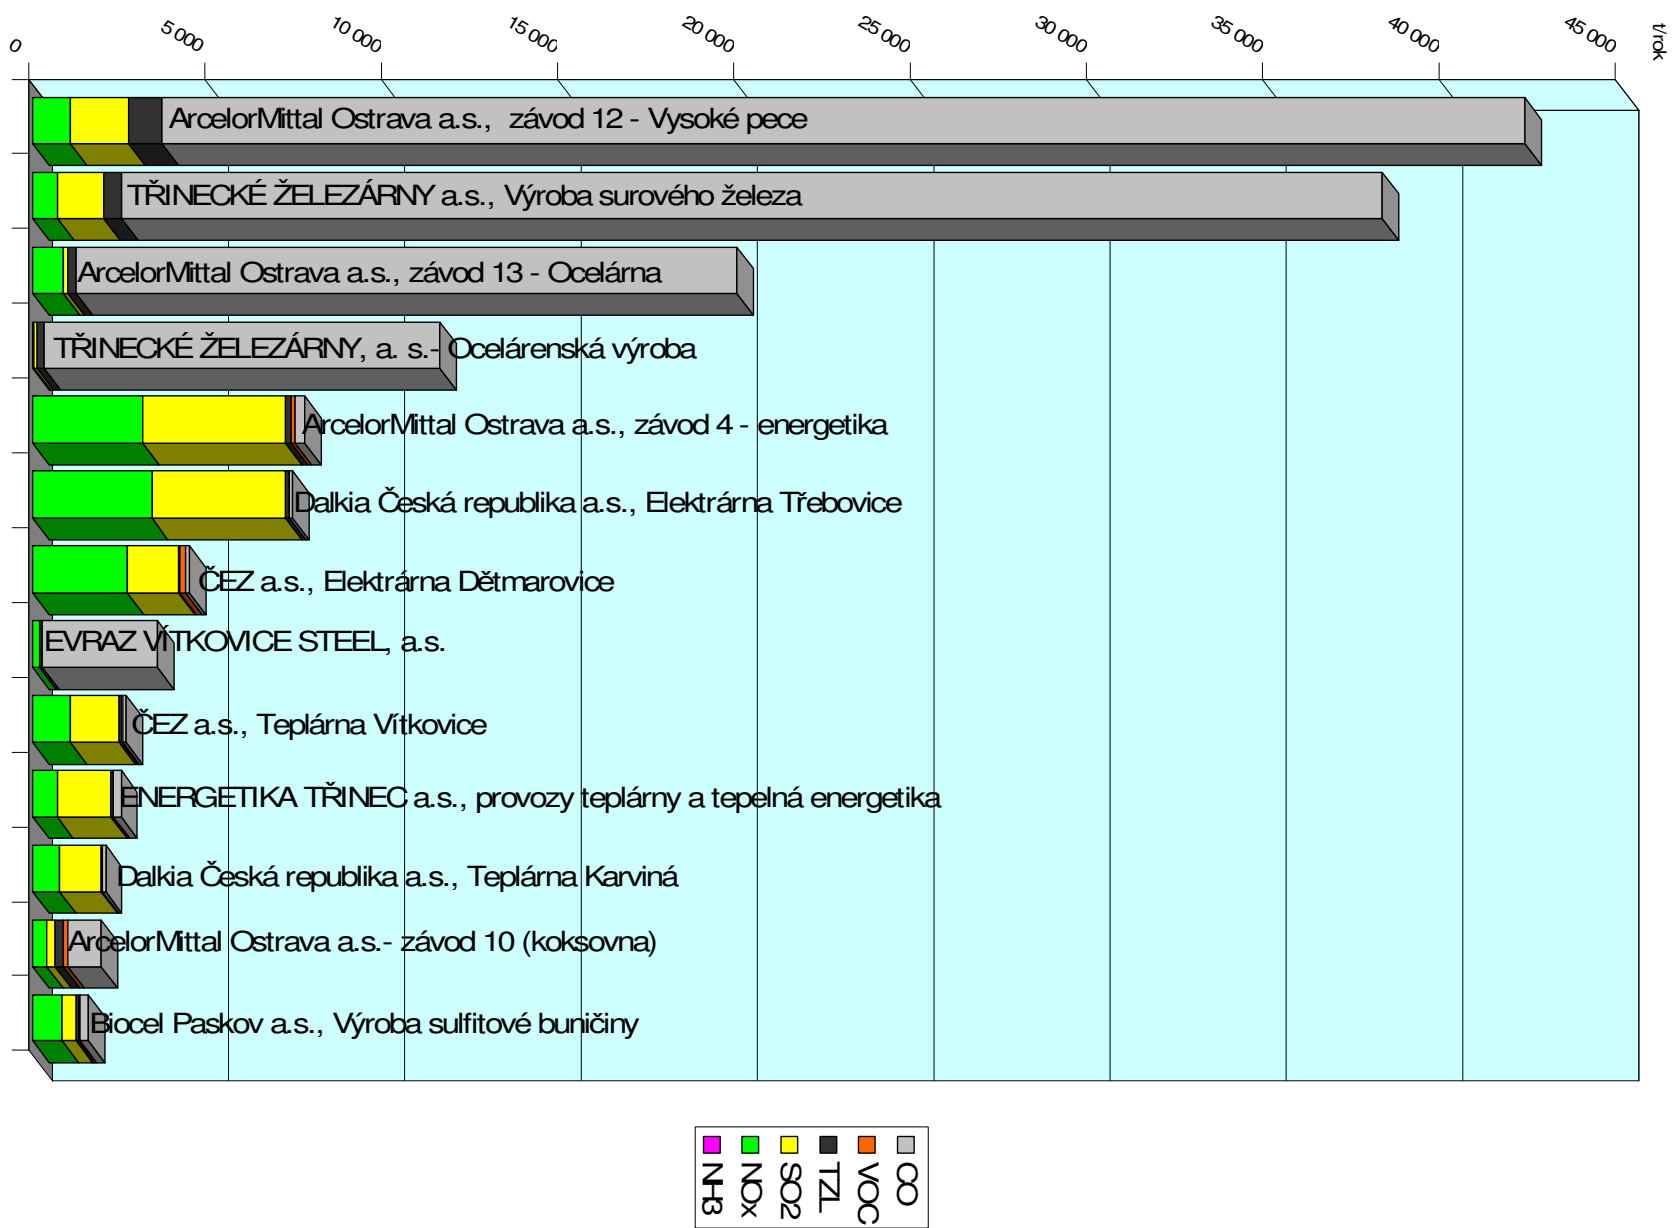 0
5 000
10 000
15 000
20 000
25 000
30 000
35 000
40 000
45 000
t/rok
ArcelorMittal Ostrava a.s.,  závod 12 - Vysoké pece
TŘINECKÉ ŽELEZÁRNY a.s., Výroba surového železa
ArcelorMittal Ostrava a.s., závod 13 - Ocelárna
TŘINECKÉ ŽELEZÁRNY, a. s.- Ocelárenská výroba
ArcelorMittal Ostrava a.s., závod 4 - energetika
Dalkia Česká republika a.s., Elektrárna Třebovice
ČEZ a.s., Elektrárna Dětmarovice
EVRAZ VÍTKOVICE STEEL, a.s.
ČEZ a.s., Teplárna Vítkovice
ENERGETIKA TŘINEC a.s., provozy teplárny a tepelná energetika
Dalkia Česká republika a.s., Teplárna Karviná
ArcelorMittal Ostrava a.s.- závod 10 (koksovna)
Biocel Paskov a.s., Výroba sulfitové buničiny
NH3
NOx
SO2
TZL
VOC
CO